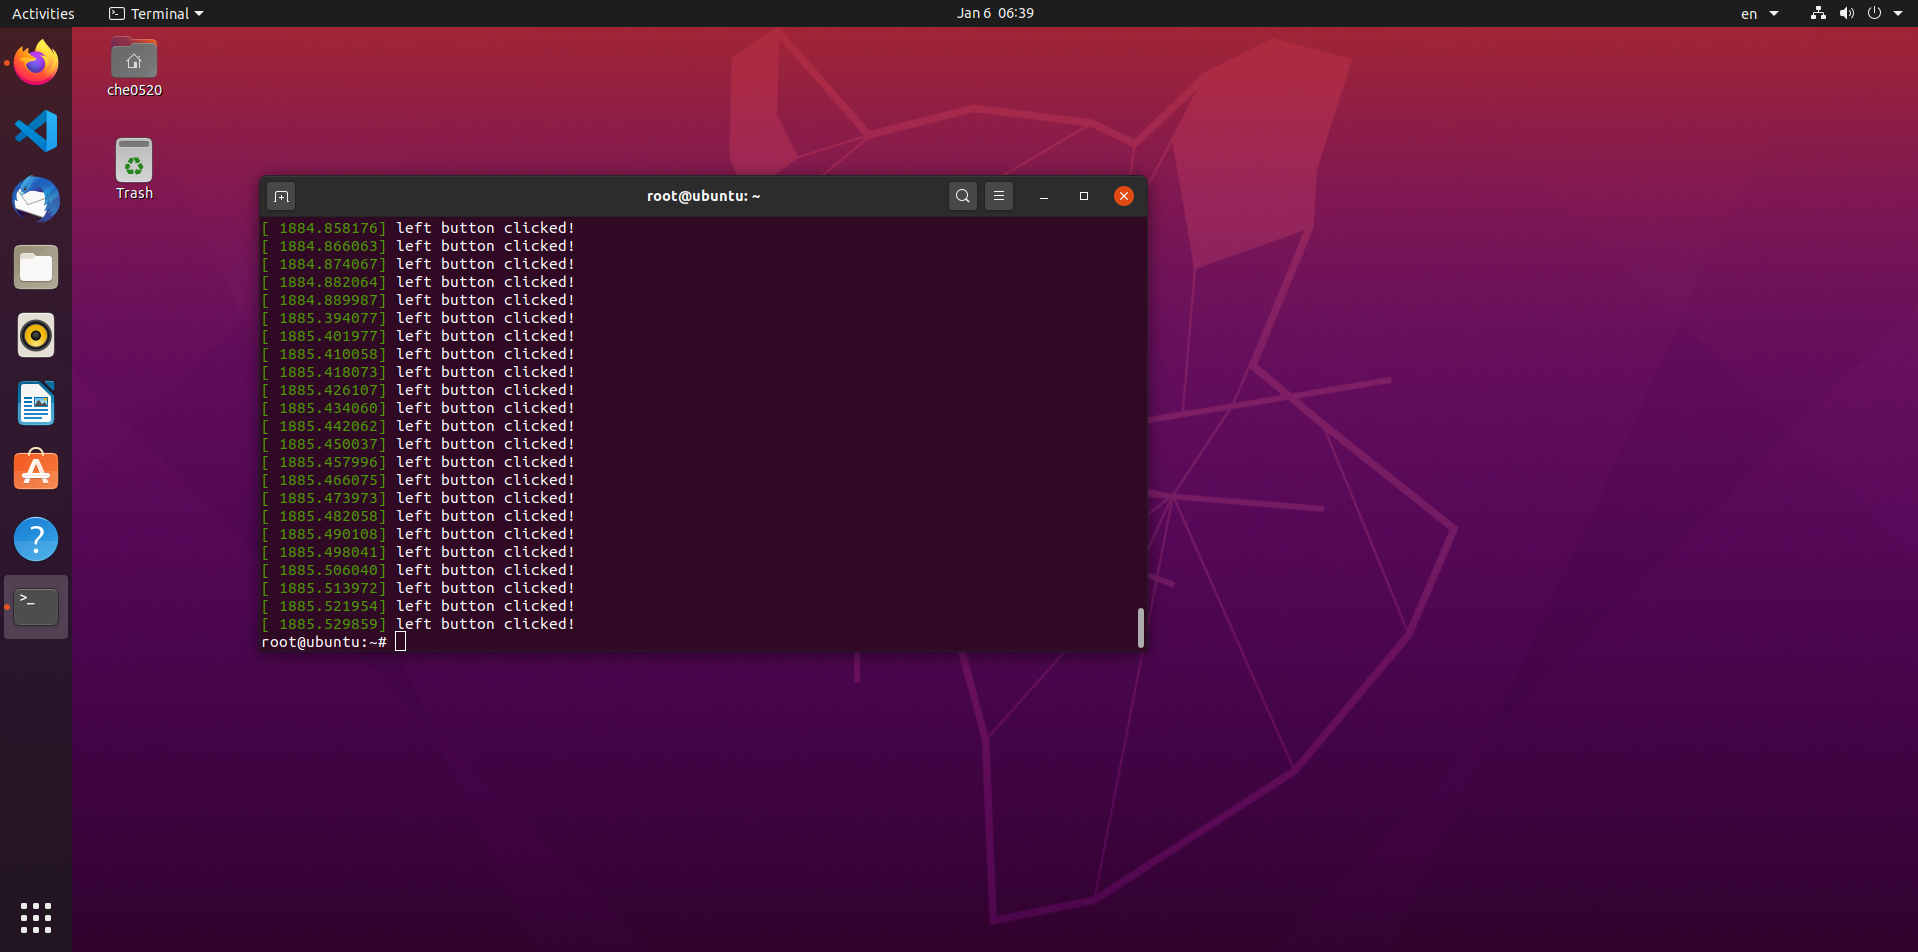 Activities Terminal Jan 6 06:39 en
che0520
Trash
root@ubuntu: ~
[ 1884.858176] left button clicked!
[ 1884.866063] left button clicked!
[ 1884.874067] left button clicked!
[ 1884.882064] left button clicked!
[ 1884.889987] left button clicked!
[ 1885.394077] left button clicked!
[ 1885.401977] left button clicked!
[ 1885.410058] left button clicked!
[ 1885.418073] left button clicked!
[ 1885.426107] left button clicked!
[ 1885.434060] left button clicked!
[ 1885.442062] left button clicked!
[ 1885.450037] left button clicked!
[ 1885.457996] left button clicked!
[ 1885.466075] left button clicked!
[ 1885.473973] left button clicked!
[ 1885.482058] left button clicked!
[ 1885.490108] left button clicked!
[ 1885.498041] left button clicked!
[ 1885.506040] left button clicked!
[ 1885.513972] left button clicked!
[ 1885.521954] left button clicked!
[ 1885.529859] left button clicked!
root@ubuntu:~#